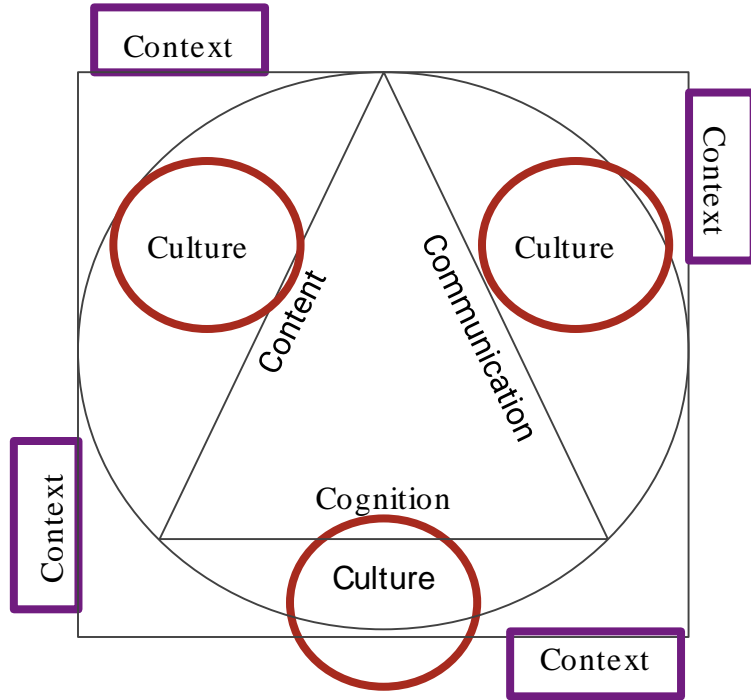 Context
Context
Culture
Culture
Content
Communication
Context
Cognition
Culture
Context